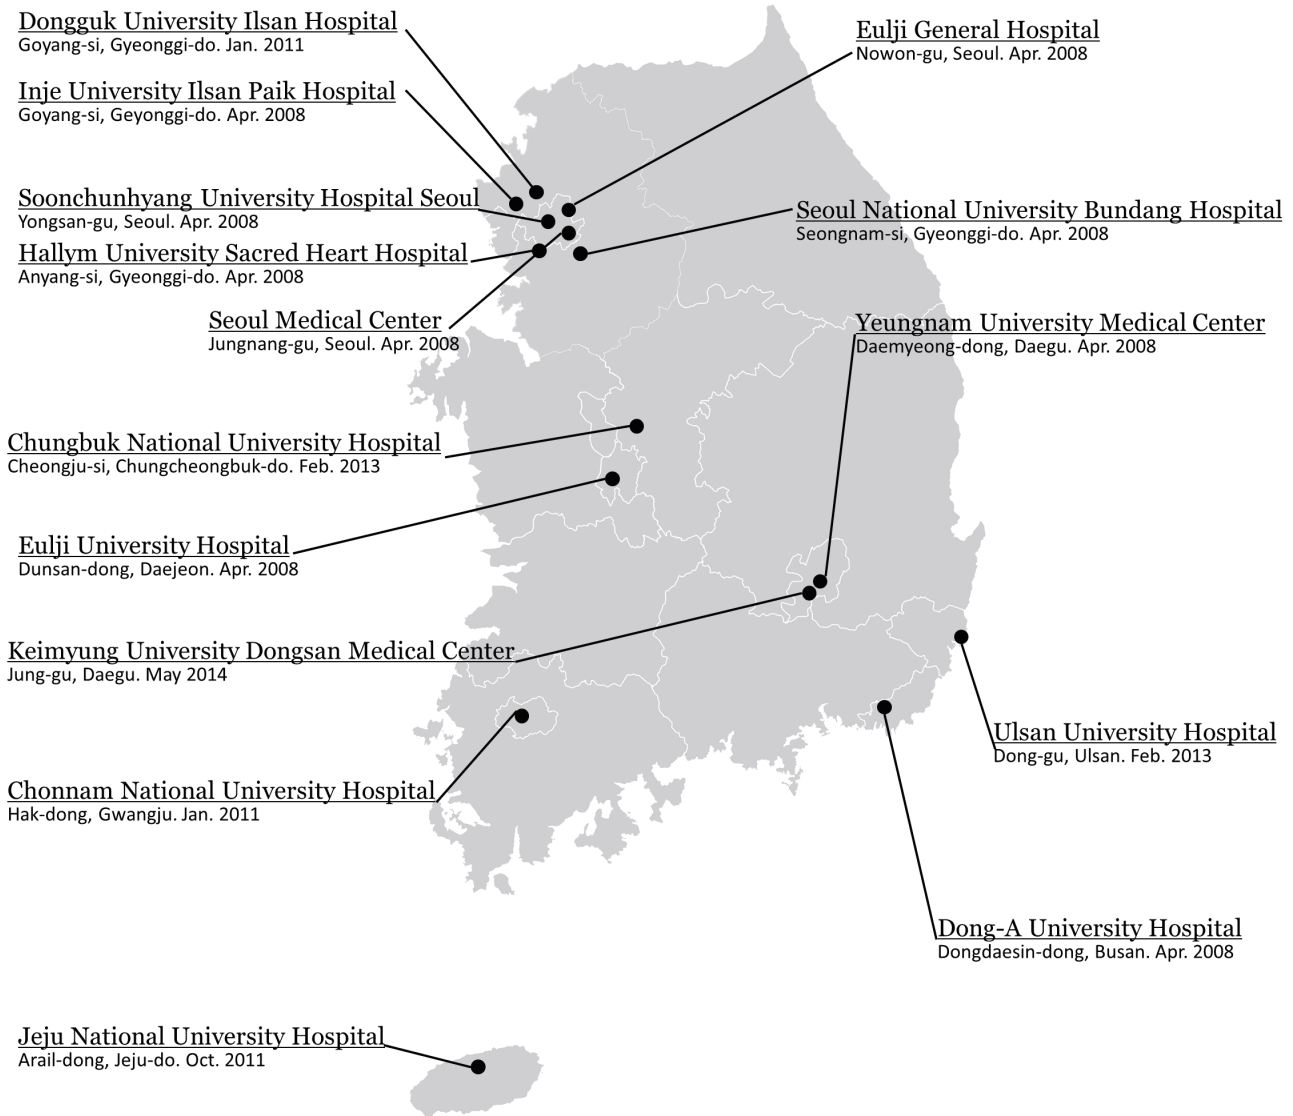 Dongguk University Ilsan Hospital
Goyang-si, Gyeonggi-do. Jan. 2011
Eulji General Hospital
Nowon-gu, Seoul. Apr. 2008
Inje University Ilsan Paik Hospital
Goyang-si, Geyonggi-do. Apr. 2008
Soonchunhyang University Hospital Seoul
Yongsan-gu, Seoul. Apr. 2008
Seoul National University Bundang Hospital
Seongnam-si, Gyeonggi-do. Apr. 2008
Hallym University Sacred Heart Hospital
Anyang-si, Gyeonggi-do. Apr. 2008
Seoul Medical Center
Jungnang-gu, Seoul. Apr. 2008
Yeungnam University Medical Center
Daemyeong-dong, Daegu. Apr. 2008
Chungbuk National University Hospital
Cheongju-si, Chungcheongbuk-do. Feb. 2013
Eulji University Hospital
Dunsan-dong, Daejeon. Apr. 2008
Keimyung University Dongsan Medical Center
Jung-gu, Daegu. May 2014
Ulsan University Hospital
Dong-gu, Ulsan. Feb. 2013
Chonnam National University Hospital
Hak-dong, Gwangju. Jan. 2011
Dong-A University Hospital
Dongdaesin-dong, Busan. Apr. 2008
Jeju National University Hospital
Arail-dong, Jeju-do. Oct. 2011